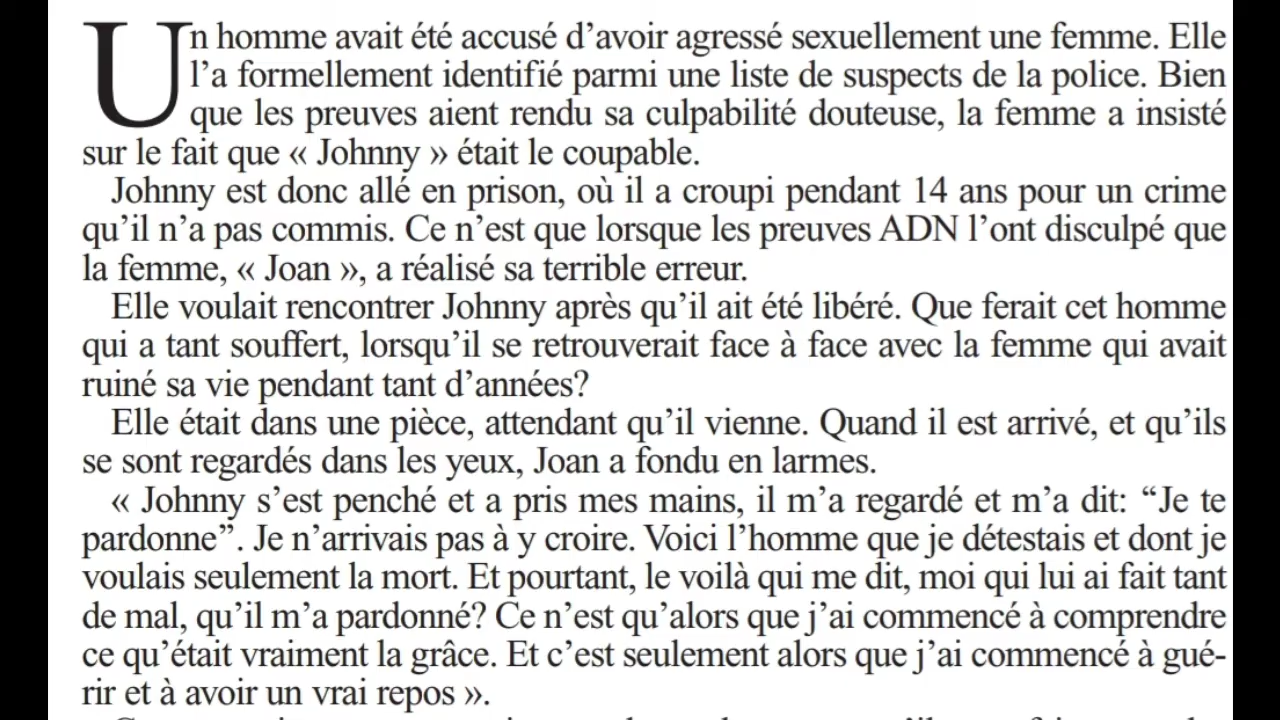 Un homme avait été accusé d’avoir agressé sexuellement une femme. Elle
l’a formellement identifié parmi une liste de suspects de la police. Bien
que les preuves aient rendu sa culpabilité douteuse, la femme a insisté
sur le fait que « Johnny » était le coupable.
Johnny est donc allé en prison, où il a croupi pendant 14 ans pour un crime
qu’il n’a pas commis. Ce n’est que lorsque les preuves ADN l’ont disculpé que
la femme, « Joan », a réalisé sa terrible erreur.
Elle voulait rencontrer Johnny après qu’il ait été libéré. Que ferait cet homme
qui a tant souffert, lorsqu’il se retrouverait face à face avec la femme qui avait
ruiné sa vie pendant tant d’années?
Elle était dans une pièce, attendant qu’il vienne. Quand il est arrivé, et qu’ils
se sont regardés dans les yeux, Joan a fondu en larmes.
« Johnny s’est penché et a pris mes mains, il m’a regardé et m’a dit: “Je te
pardonne”. Je n’arrivais pas à y croire. Voici l’homme que je détestais et dont je
voulais seulement la mort. Et pourtant, le voilà qui me dit, moi qui lui ai fait tant
de mal, qu’il m’a pardonné? Ce n’est qu’alors que j’ai commencé à comprendre
ce qu’était vraiment la grâce. Et c’est seulement alors que j’ai commencé à gué-
rir et à avoir un vrai repos ».